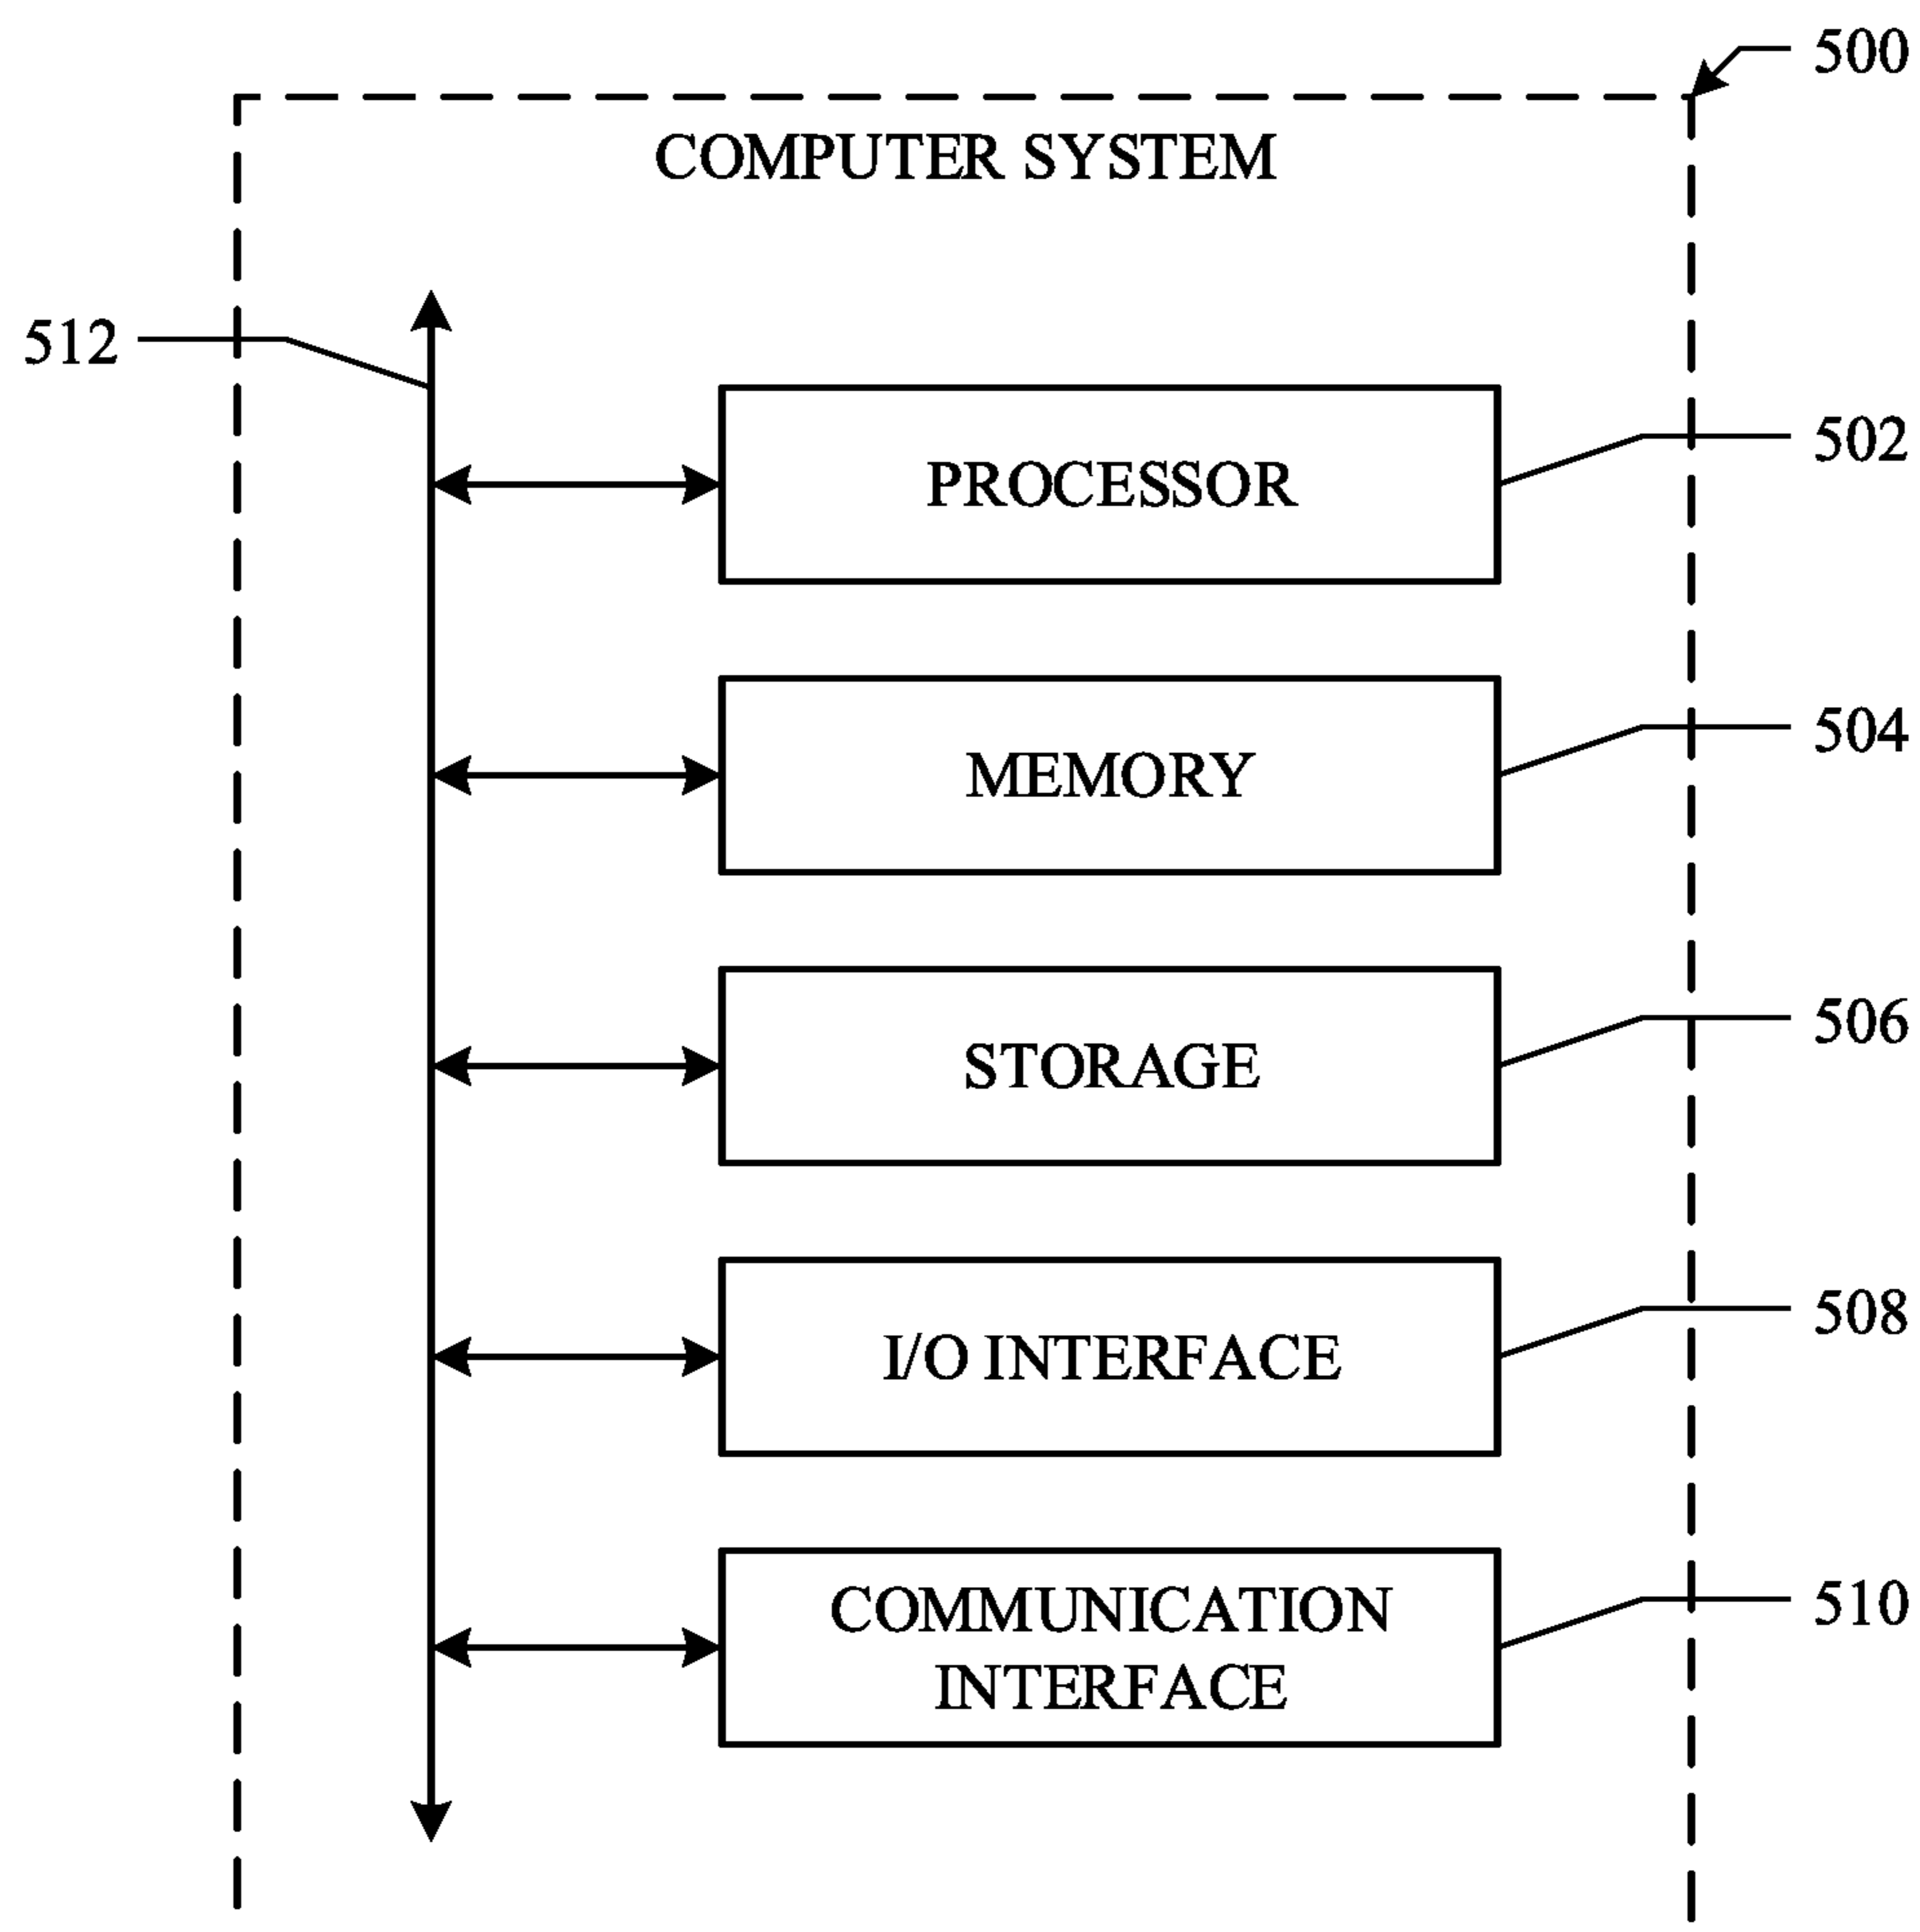 500
COMPUTER SYSTEM
512
502
PROCESSOR
504
MEMORY
506
STORAGE
508
I/O INTERFACE
510
COMMUNICATION
INTERFACE